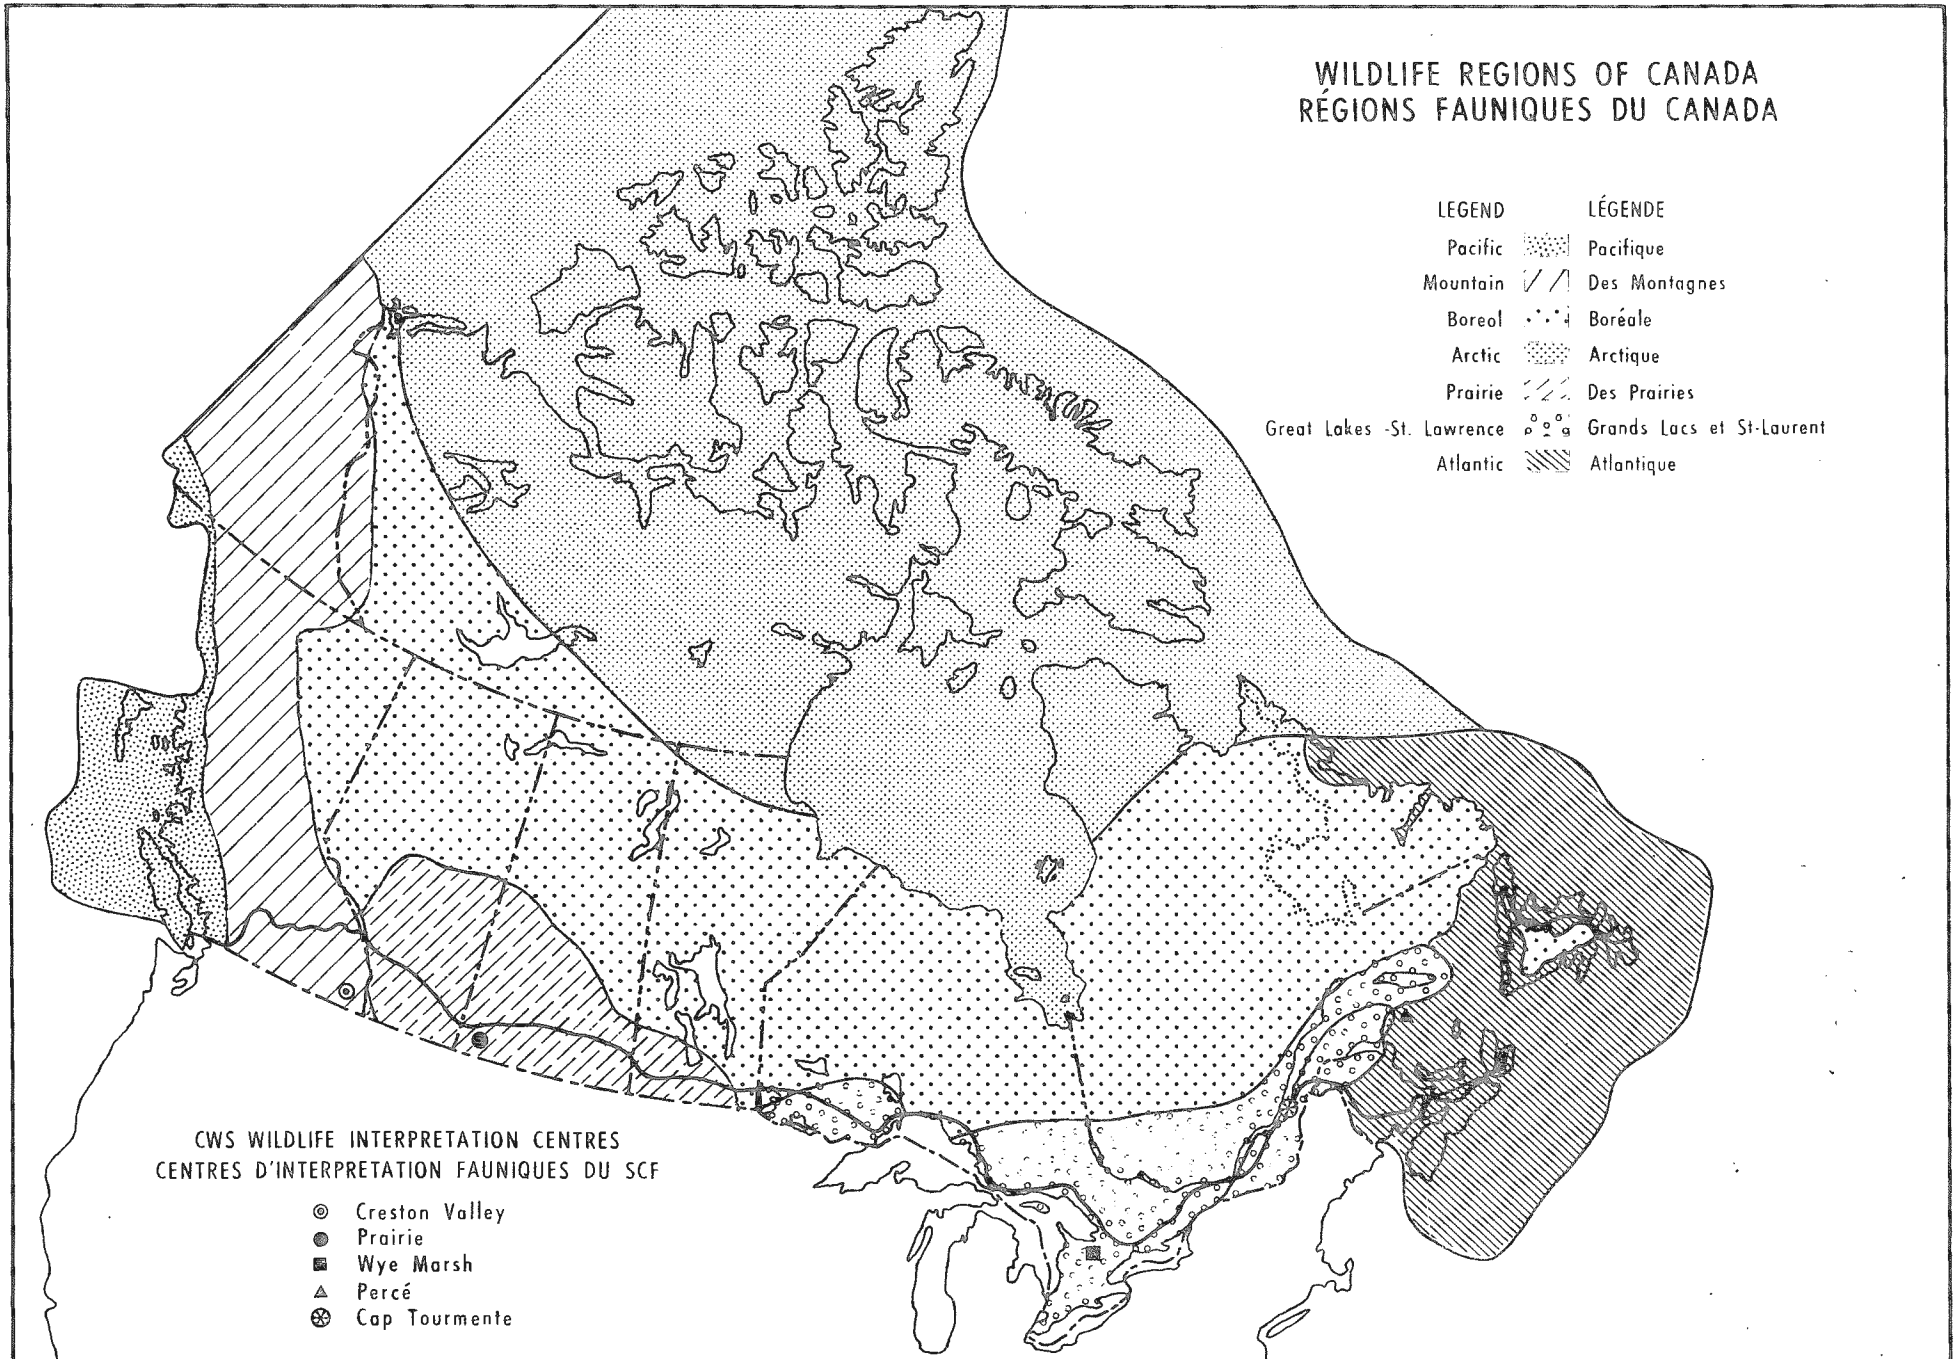 WILDLIFE REGIONS OF CANADA
RÉGIONS FAUNIQUES DU CANADA
LEGEND LÉGENDE
Pacific Pacifique
Mountain Des Montagnes
Boreal Boréale
Arctic Arctique
Prairie Des Prairies
Great Lakes -St. Lawrence Grands Lacs et St-Laurent
Atlantic Atlantique
CWS WILDLIFE INTERPRETATION CENTRES
CENTRES D'INTERPRETATION FAUNIQUES DU SCF
Creston Valley
Prairie
Wye Marsh
Percé
Cap Tourmente